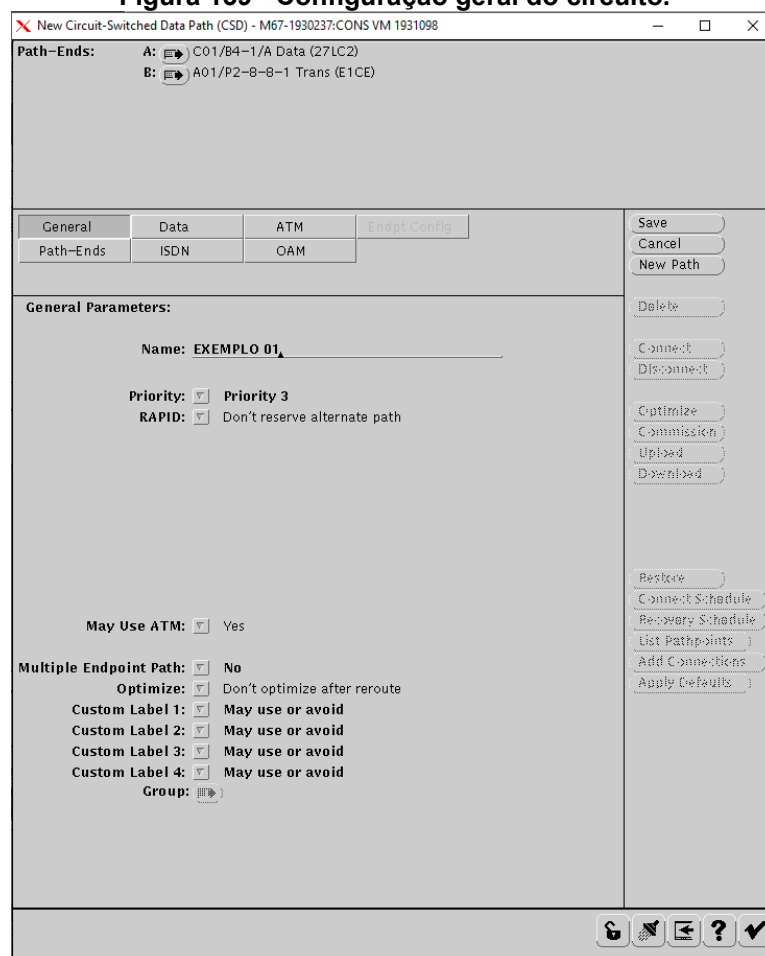 Figura 109 - Configuração geral do circuito.
New Circuit-Switched Data Path (CSD) - M67-1930237:CONS VM 1931098
Path-Ends: A: C01/B4-1/A Data (27LC2)
B: A01/P2-8-8-1 Trans (E1CE)
General Data ATM Endpt Config
Path-Ends ISDN OAM
Save
Cancel
New Path
General Parameters:
Delete
Name: EXEMPLO 01
Connect
Disconnect
Priority: Priority 3
RAPID: Don't reserve alternate path
Optimize
Commission
Upload
Download
Restore
Connect Schedule
Recovery Schedule
List Pathpoints
Add Connections
Apply Defaults
May Use ATM: Yes
Multiple Endpoint Path: No
Optimize: Don't optimize after reroute
Custom Label 1: May use or avoid
Custom Label 2: May use or avoid
Custom Label 3: May use or avoid
Custom Label 4: May use or avoid
Group: